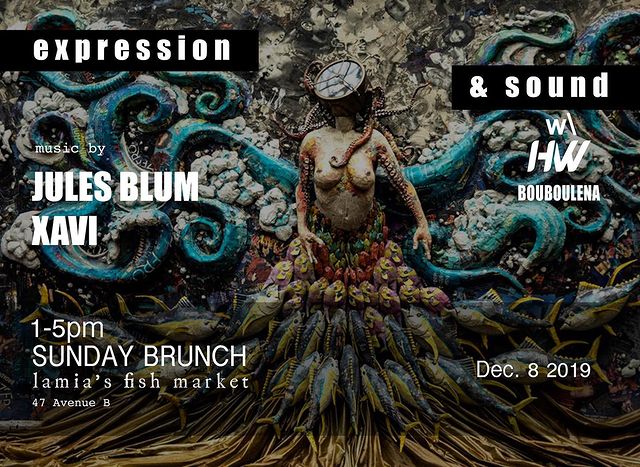 expression
& sound
w\
HW
BOUBOULENA
music by
JULES BLUM
XAVI
1-5pm
SUNDAY BRUNCH
lamia's fish market
47 Avenue B
Dec. 8 2019